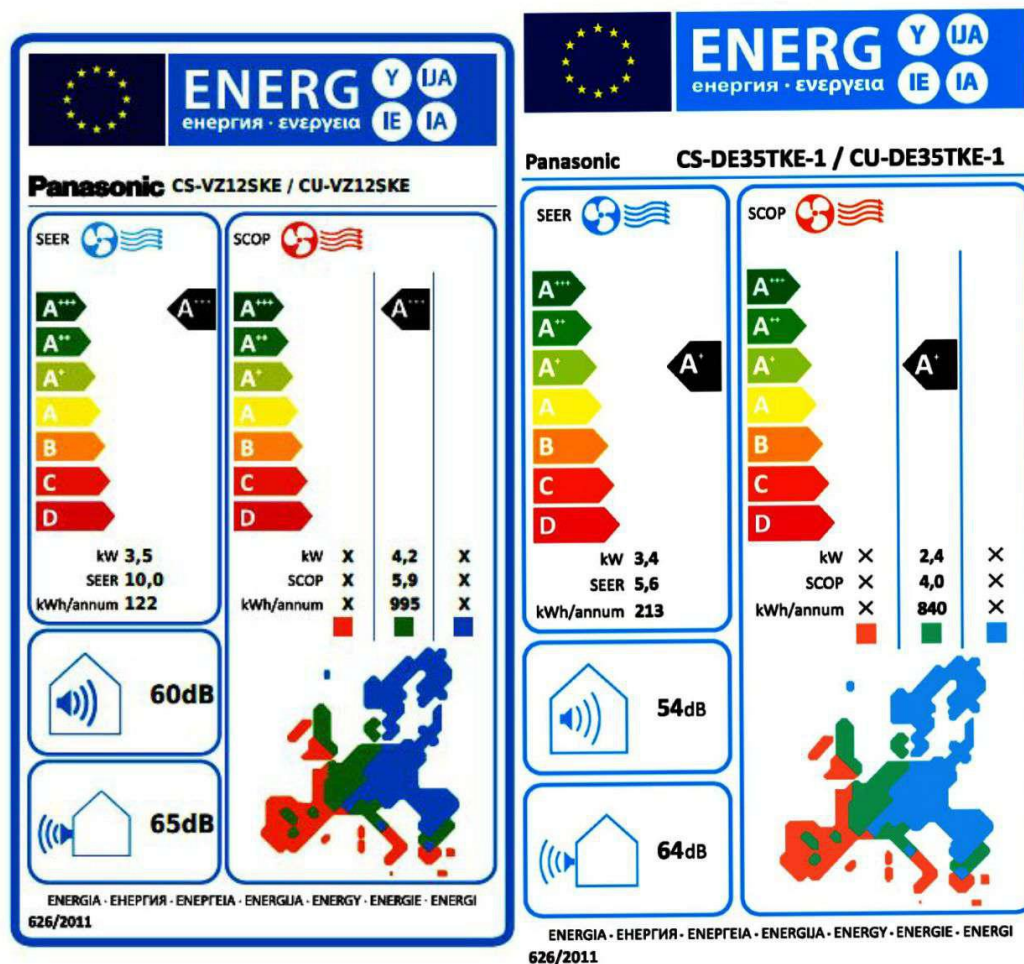 ENERG Y IJA
енергия · ενεργεια IE IA
Panasonic CS-VZ12SKE / CU-VZ12SKE
SEER
A+++
A++
A+
A
B
C
D
A+++
kW 3,5
SEER 10,0
kWh/annum 122
SCOP
A+++
A++
A+
A
B
C
D
A+++
kW X 4,2 X
SCOP X 5,9 X
kWh/annum X 995 X
60dB
65dB
ENERGIA · ЕНЕРГИЯ · ΕΝΕΡΓΕΙΑ · ENERGIJA · ENERGY · ENERGIE · ENERGI
626/2011
ENERG Y IJA
енергия · ενεργεια IE IA
Panasonic CS-DE35TKE-1 / CU-DE35TKE-1
SEER
A+++
A++
A+
A
B
C
D
A+
kW 3,4
SEER 5,6
kWh/annum 213
SCOP
A+++
A++
A+
A
B
C
D
A+
kW X 2,4 X
SCOP X 4,0 X
kWh/annum X 840 X
54dB
64dB
ENERGIA · ЕНЕРГИЯ · ΕΝΕΡΓΕΙΑ · ENERGIJA · ENERGY · ENERGIE · ENERGI
626/2011